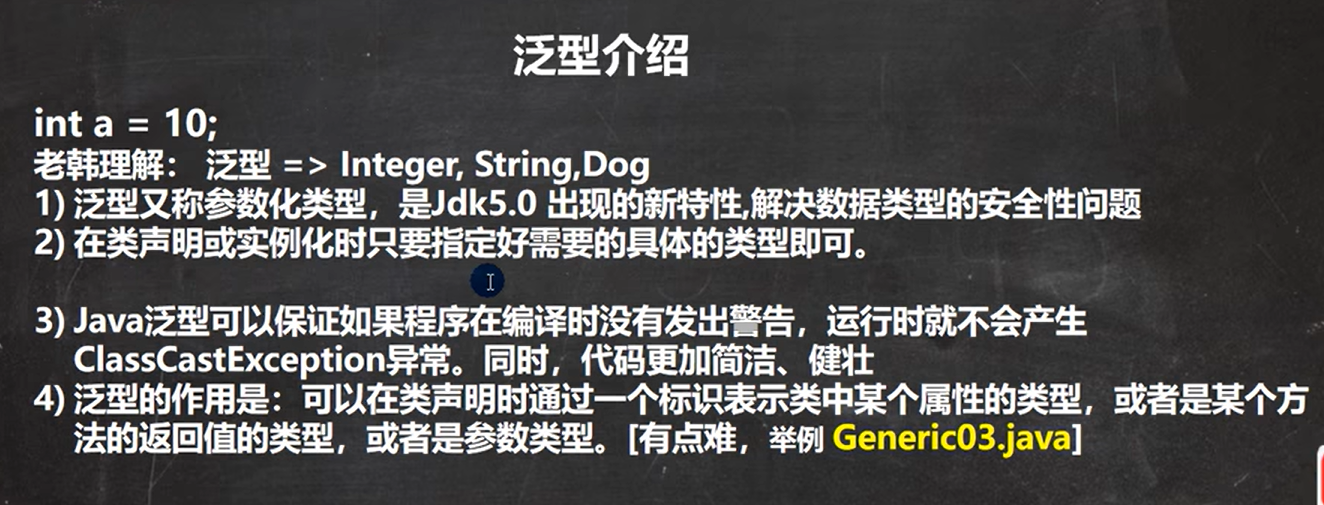 泛型介绍
int a = 10;
老韩理解： 泛型 => Integer, String,Dog
1) 泛型又称参数化类型，是Jdk5.0 出现的新特性,解决数据类型的安全性问题
2) 在类声明或实例化时只要指定好需要的具体的类型即可。
3) Java泛型可以保证如果程序在编译时没有发出警告，运行时就不会产生
ClassCastException异常。同时，代码更加简洁、健壮
4) 泛型的作用是：可以在类声明时通过一个标识表示类中某个属性的类型，或者是某个方
法的返回值的类型，或者是参数类型。[有点难，举例 Generic03.java]